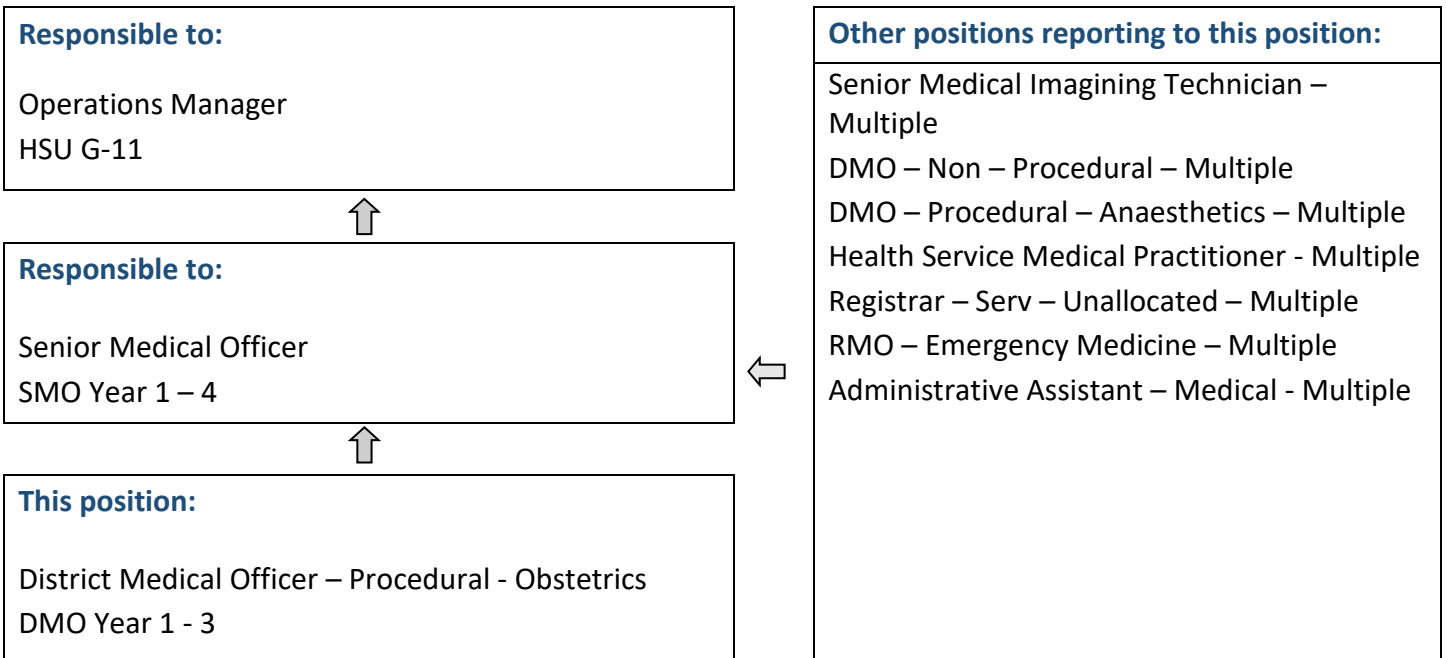 Responsible to:
Operations Manager
HSU G-11
Responsible to:
Senior Medical Officer
SMO Year 1 – 4
This position:
District Medical Officer – Procedural - Obstetrics
DMO Year 1 - 3
Other positions reporting to this position:
Senior Medical Imagining Technician –
Multiple
DMO – Non – Procedural – Multiple
DMO – Procedural – Anaesthetics – Multiple
Health Service Medical Practitioner - Multiple
Registrar – Serv – Unallocated – Multiple
RMO – Emergency Medicine – Multiple
Administrative Assistant – Medical - Multiple